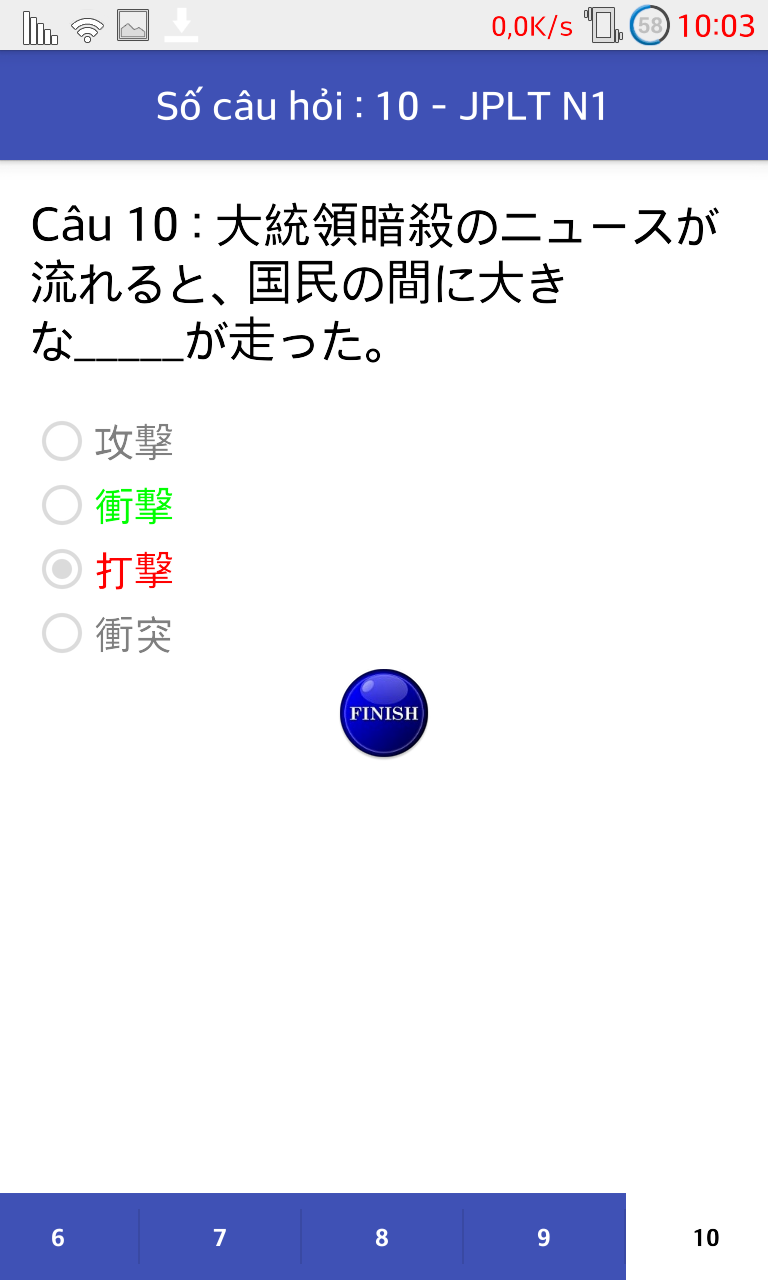 0,0K/s 58 10:03
Số câu hỏi : 10 - JPLT N1
Câu 10 : 大統領暗殺のニュースが
流れると、国民の間に大き
な_____が走った。
攻撃
衝撃
打撃
衝突
FINISH
6 7 8 9 10